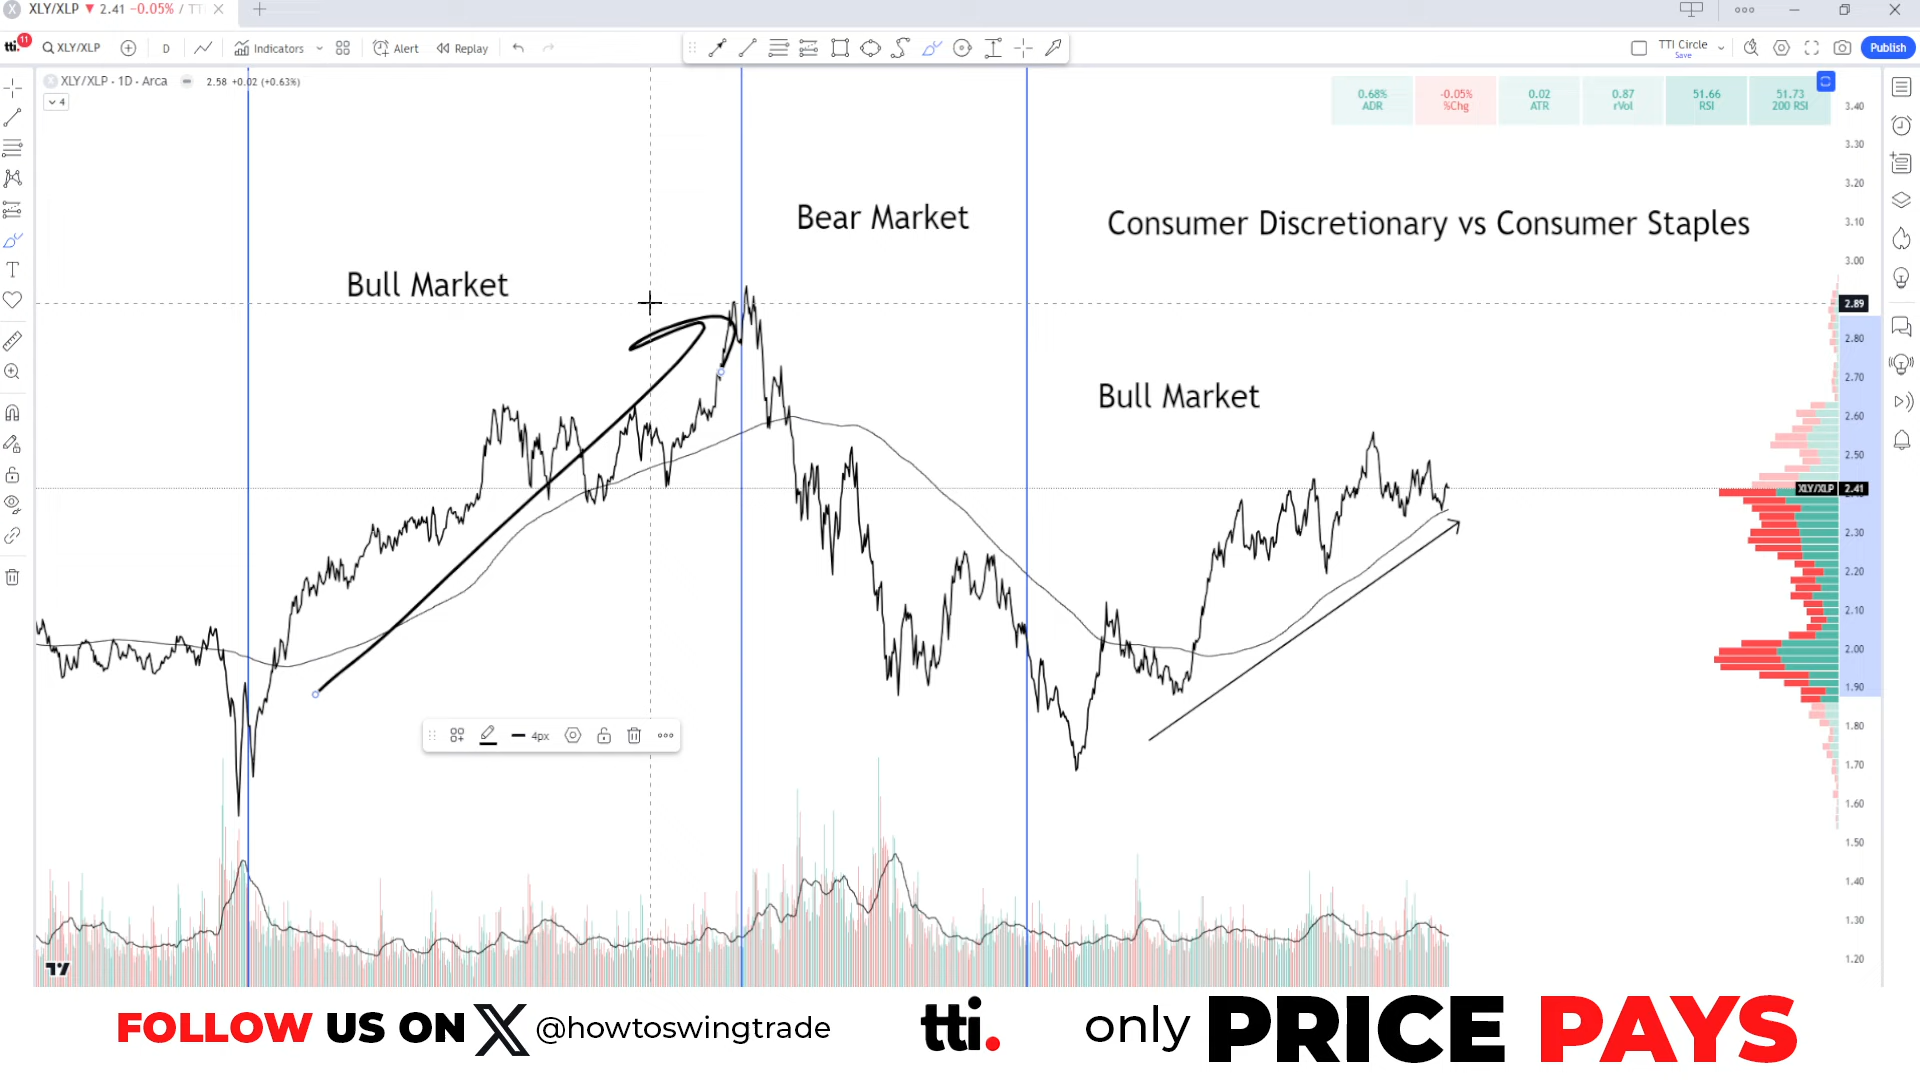 XLY/XLP ▼ 2.41 −0.05% / TTI
tti. 11 XLY/XLP D Indicators Alert Replay TTI Circle Save Publish
XLY/XLP · 1D · Arca 2.58 +0.02 (+0.63%)
4
0.68% -0.05% 0.02 0.87 51.66 51.73
ADR %Chg ATR rVol RSI 200 RSI
3.40
3.30
3.20
3.10
3.00
2.89
2.80
2.70
2.60
2.50
XLY/XLP 2.41
2.30
2.20
2.10
2.00
1.90
1.80
1.70
1.60
1.50
1.40
1.30
1.20
Bear Market
Consumer Discretionary vs Consumer Staples
Bull Market
Bull Market
4px
FOLLOW US ON X @howtoswingtrade tti. only PRICE PAYS